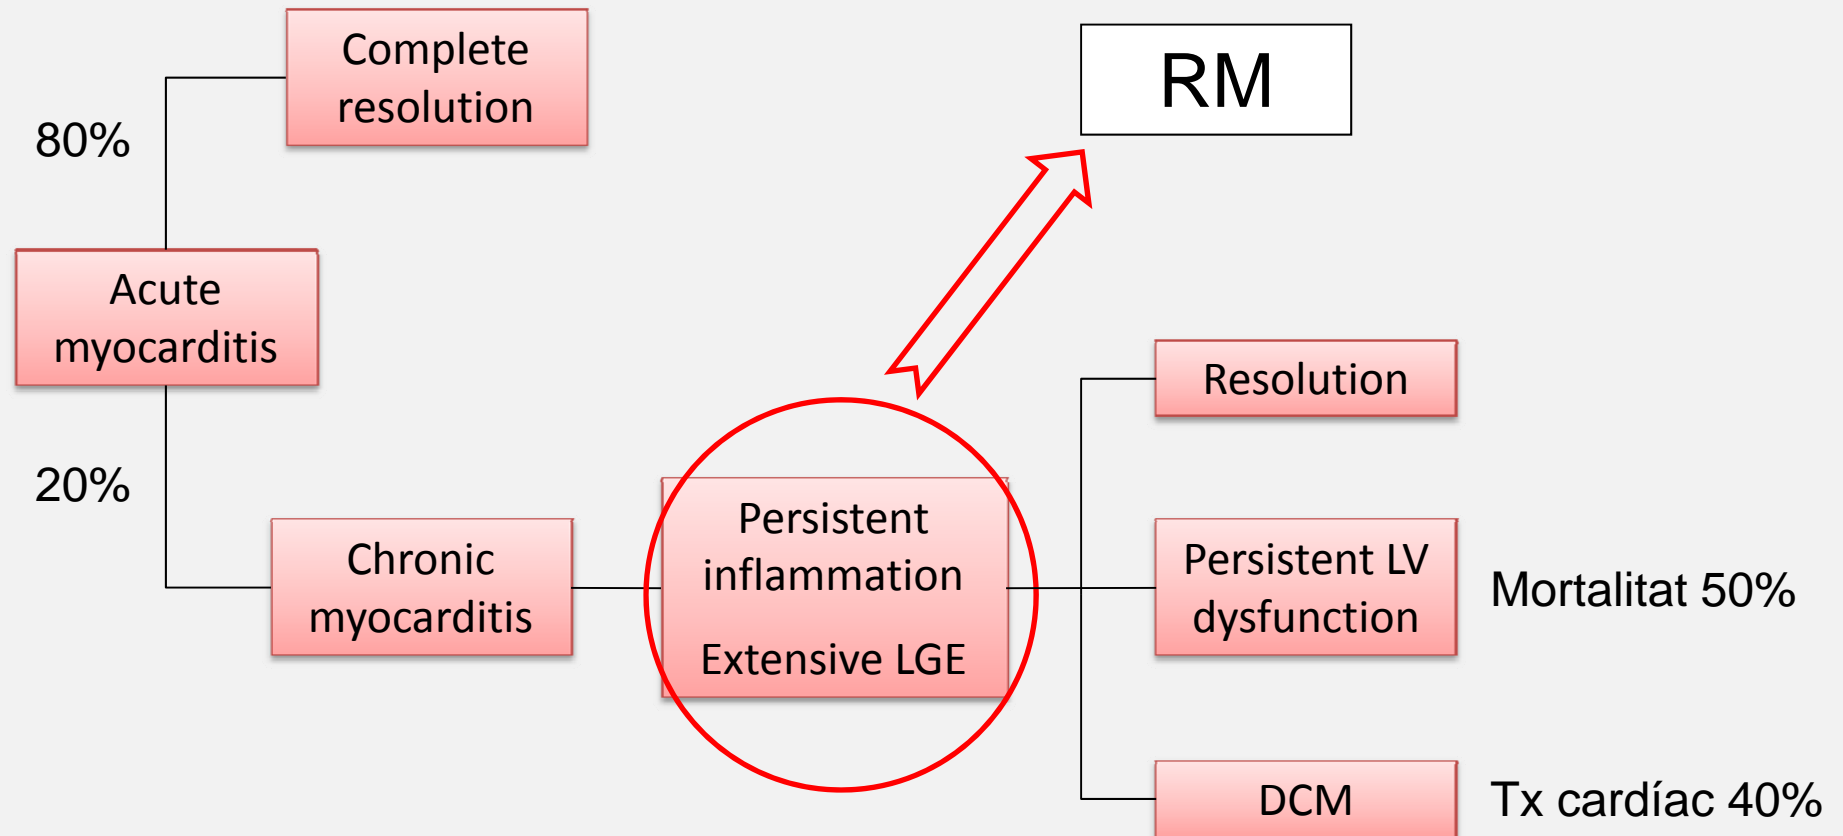 Complete
resolution
RM
80%
Acute
myocarditis
Resolution
20%
Chronic
myocarditis
Persistent
inflammation
Extensive LGE
Persistent LV
dysfunction
Mortalitat 50%
DCM
Tx cardíac 40%